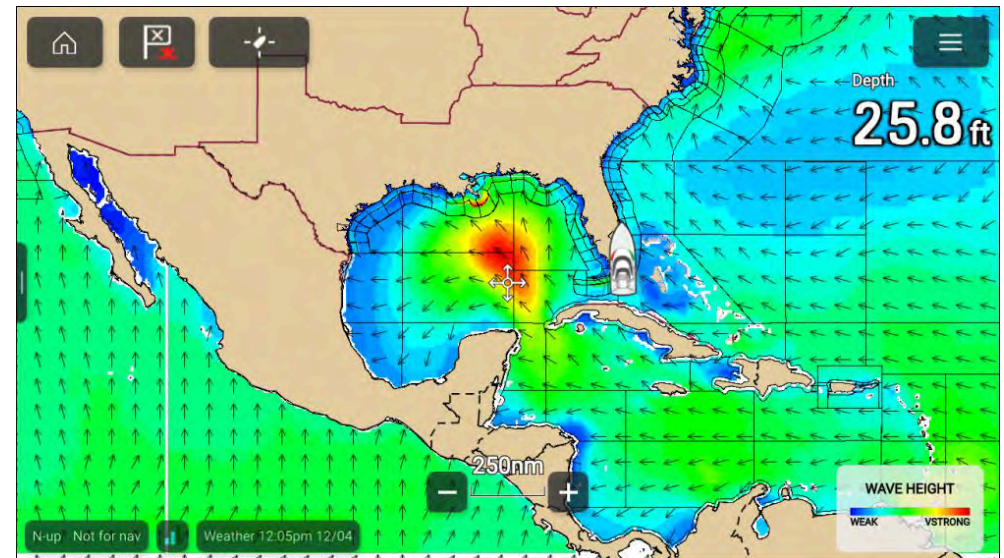 Depth
25.8 ft
250nm
WAVE HEIGHT
WEAK VSTRONG
N-up Not for nav
Weather 12:05pm 12/04